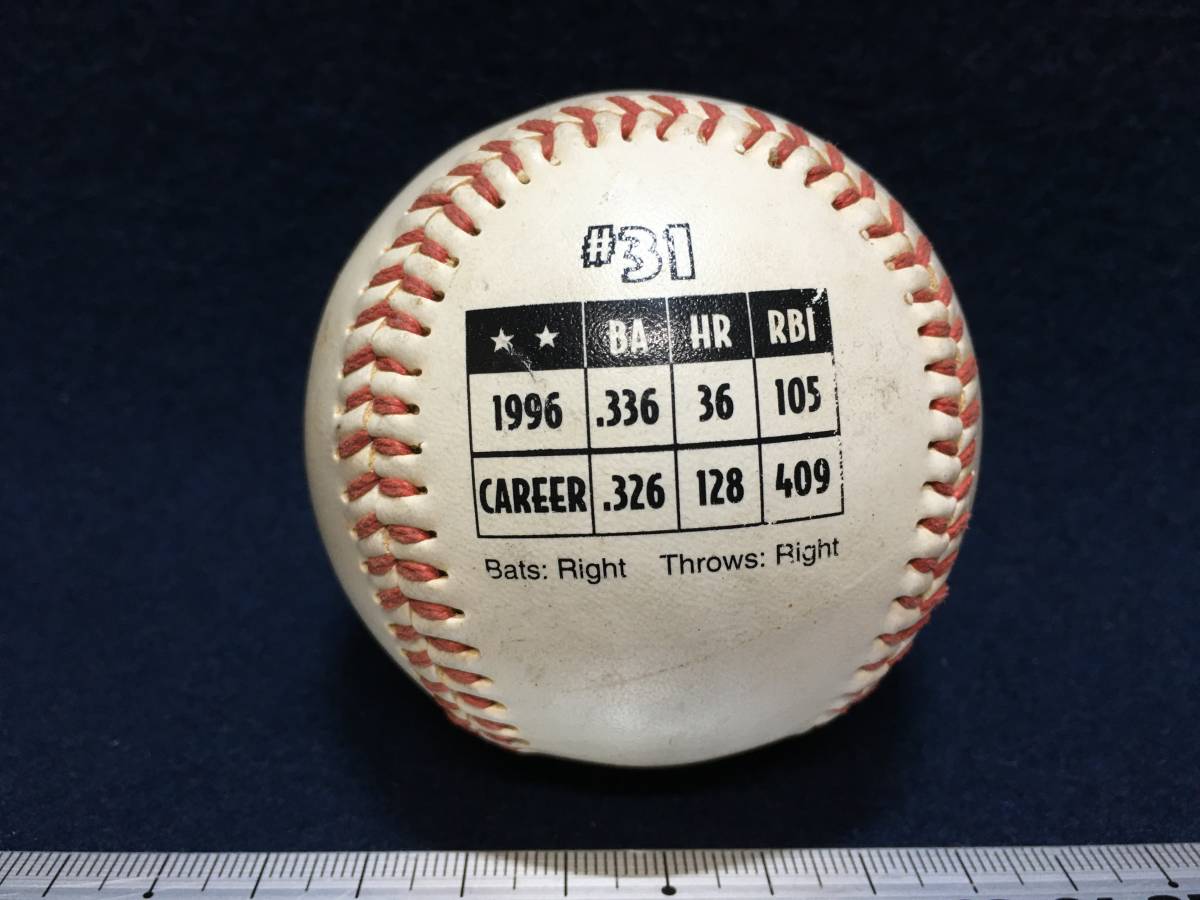 #31
★ ★ BA HR RBI
1996 .336 36 105
CAREER .326 128 409
Bats: Right Throws: Right